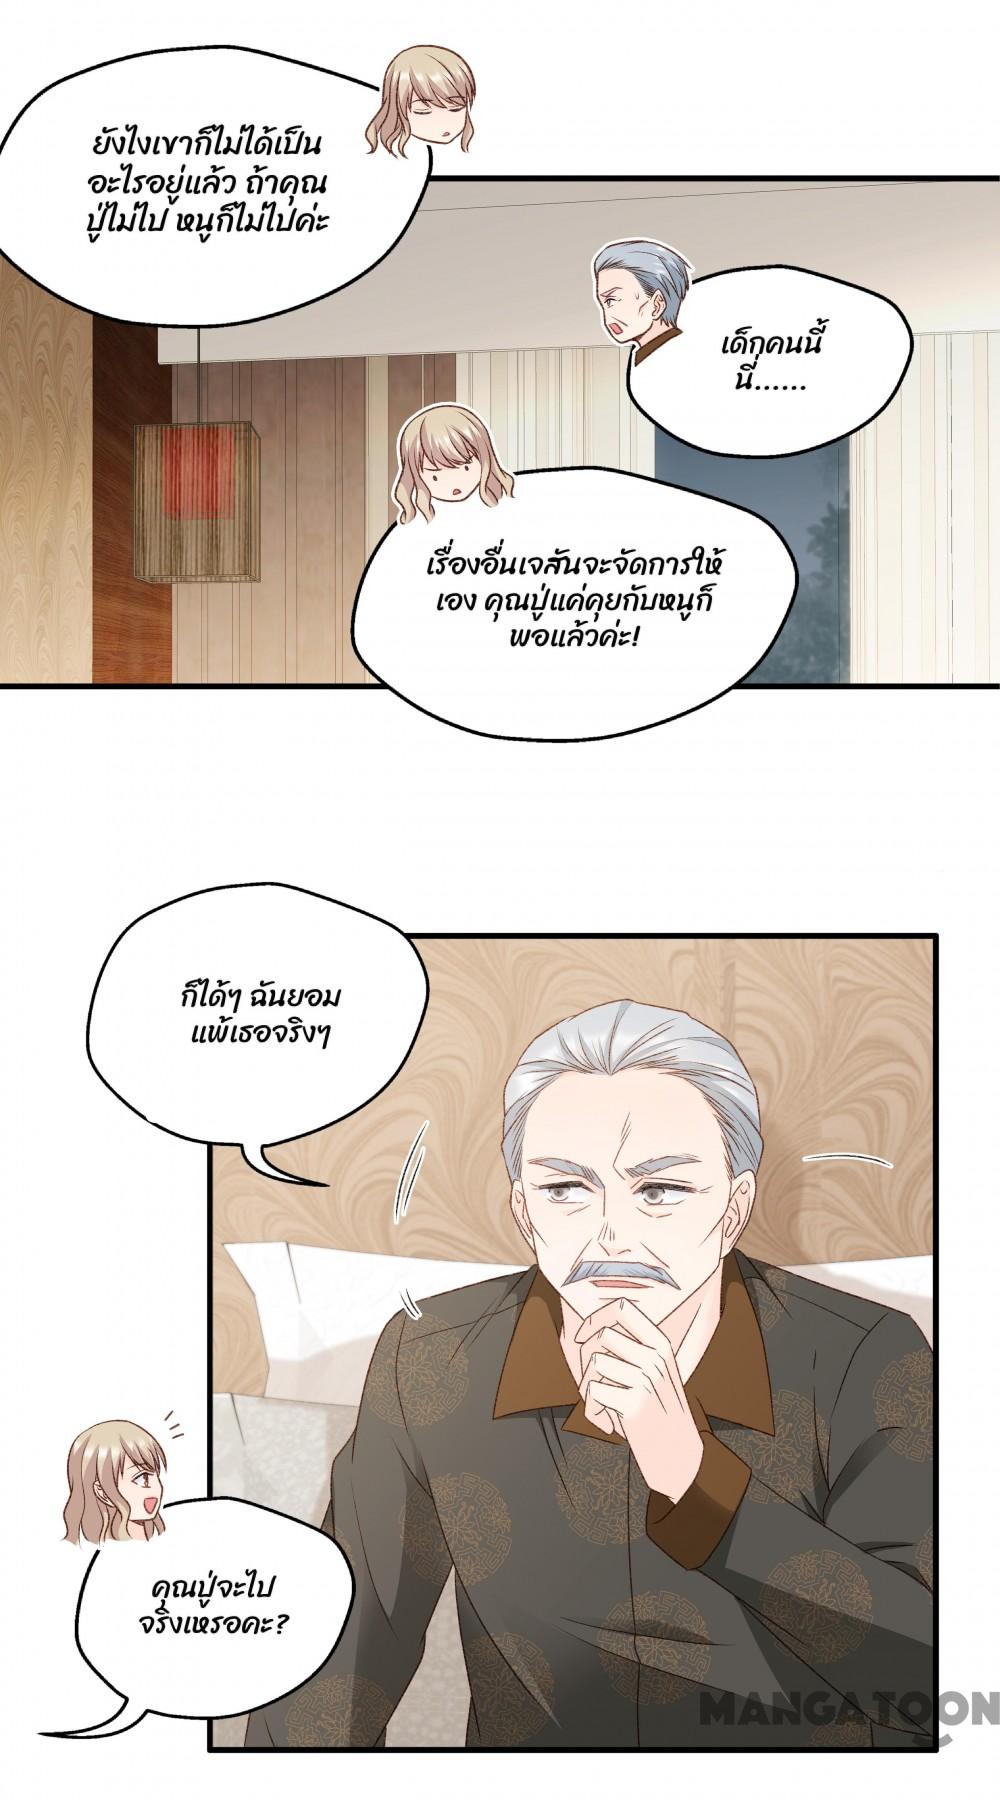 ยังไงเขาก็ไม่ได้เป็น
อะไรอยู่แล้ว ถ้าคุณ
ปู่ไม่ไป หนูก็ไม่ไปค่ะ
เด็กคนนี้
นี่......
เรื่องอื่นเจสันจะจัดการให้
เอง คุณปู่แค่คุยกับหนูก็
พอแล้วค่ะ!
ก็ได้ๆ ฉันยอม
แพ้เธอจริงๆ
คุณปู่จะไป
จริงเหรอคะ?
MANGATOON